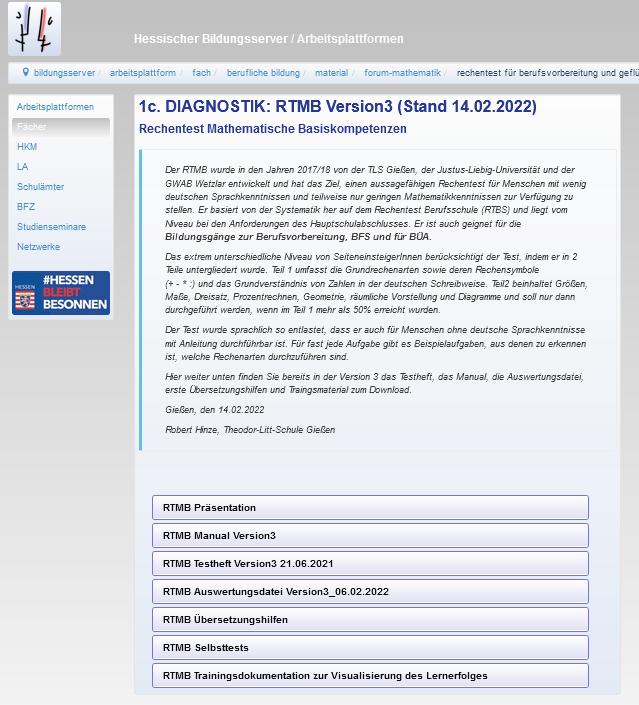 Hessischer Bildungsserver / Arbeitsplattformen
bildungsserver / arbeitsplattform / fach / berufliche bildung / material / forum-mathematik / rechentest für berufsvorbereitung und geflü
Arbeitsplattformen
Fächer
HKM
LA
Schulämter
BFZ
Studienseminare
Netzwerke
HESSEN
#HESSEN
BLEIBT
BESONNEN
1c. DIAGNOSTIK: RTMB Version3 (Stand 14.02.2022)
Rechentest Mathematische Basiskompetenzen
Der RTMB wurde in den Jahren 2017/18 von der TLS Gießen, der Justus-Liebig-Universität und der
GWAB Wetzlar entwickelt und hat das Ziel, einen aussagefähigen Rechentest für Menschen mit wenig
deutschen Sprachkenntnissen und teilweise nur geringen Mathematikkenntnissen zur Verfügung zu
stellen. Er basiert von der Systematik her auf dem Rechentest Berufsschule (RTBS) und liegt vom
Niveau bei den Anforderungen des Hauptschulabschlusses. Er ist auch geignet für die
Bildungsgänge zur Berufsvorbereitung, BFS und für BÜA.
Das extrem unterschiedliche Niveau von SeiteneinsteigerInnen berücksichtigt der Test, indem er in 2
Teile untergliedert wurde. Teil 1 umfasst die Grundrechenarten sowie deren Rechensymbole
(+ - * :) und das Grundverständnis von Zahlen in der deutschen Schreibweise. Teil2 beinhaltet Größen,
Maße, Dreisatz, Prozentrechnen, Geometrie, räumliche Vorstellung und Diagramme und soll nur dann
durchgeführt werden, wenn im Teil 1 mehr als 50% erreicht wurden.
Der Test wurde sprachlich so entlastet, dass er auch für Menschen ohne deutsche Sprachkenntnisse
mit Anleitung durchführbar ist. Für fast jede Aufgabe gibt es Beispielaufgaben, aus denen zu erkennen
ist, welche Rechenarten durchzuführen sind.
Hier weiter unten finden Sie bereits in der Version 3 das Testheft, das Manual, die Auswertungsdatei,
erste Übersetzungshilfen und Traingsmaterial zum Download.
Gießen, den 14.02.2022
Robert Hinze, Theodor-Litt-Schule Gießen
RTMB Präsentation
RTMB Manual Version3
RTMB Testheft Version3 21.06.2021
RTMB Auswertungsdatei Version3_06.02.2022
RTMB Übersetzungshilfen
RTMB Selbsttests
RTMB Trainingsdokumentation zur Visualisierung des Lernerfolges